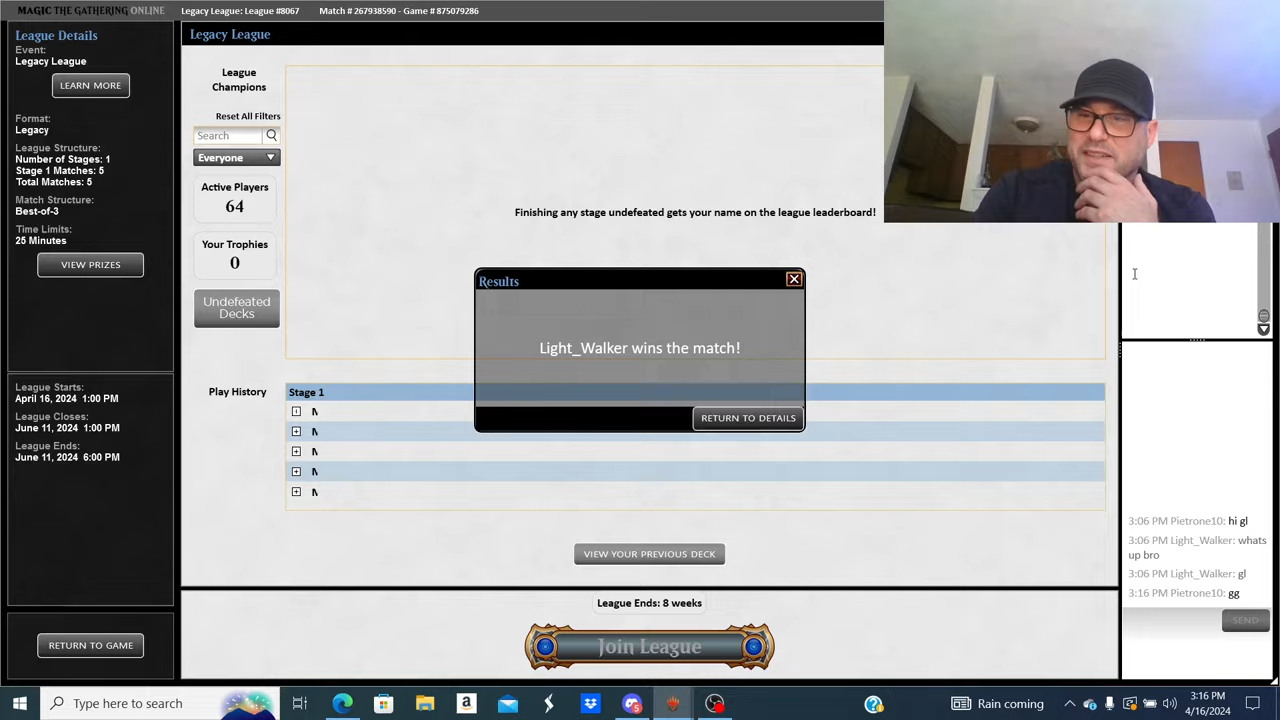 MAGIC THE GATHERING ONLINE
Legacy League: League #8067
Match # 267938590 - Game # 875079286
League Details
Event:
Legacy League
LEARN MORE
Format:
Legacy
League Structure:
Number of Stages: 1
Stage 1 Matches: 5
Total Matches: 5
Match Structure:
Best-of-3
Time Limits:
25 Minutes
VIEW PRIZES
League Starts:
April 16, 2024 1:00 PM
League Closes:
June 11, 2024 1:00 PM
League Ends:
June 11, 2024 6:00 PM
RETURN TO GAME
Legacy League
League
Champions
Reset All Filters
Search
Everyone
Active Players
64
Your Trophies
0
Undefeated
Decks
Finishing any stage undefeated gets your name on the league leaderboard!
Results
Light_Walker wins the match!
RETURN TO DETAILS
Play History
Stage 1
VIEW YOUR PREVIOUS DECK
League Ends: 8 weeks
Join League
3:06 PM Pietrone10: hi gl
3:06 PM Light_Walker: whats
up bro
3:06 PM Light_Walker: gl
3:16 PM Pietrone10: gg
SEND
Type here to search
Rain coming
3:16 PM
4/16/2024